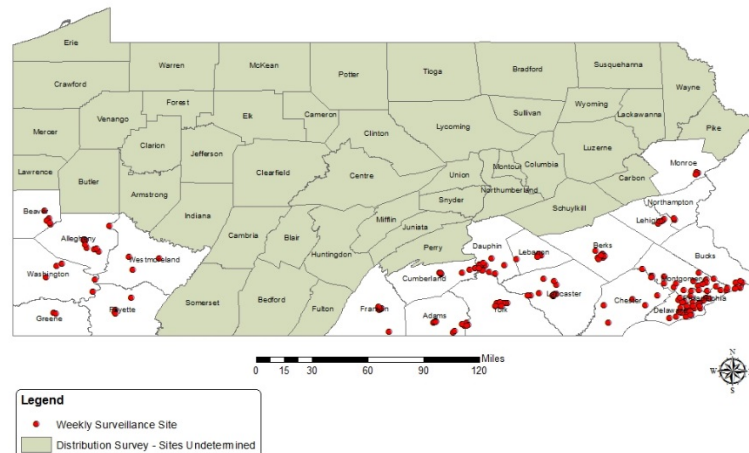 Erie
Warren
McKean
Potter
Tioga
Bradford
Susquehanna
Wayne
Crawford
Forest
Venango
Elk
Cameron
Clinton
Lycoming
Sullivan
Wyoming
Lackawanna
Pike
Mercer
Clarion
Jefferson
Clearfield
Centre
Union
Montour
Columbia
Luzerne
Monroe
Lawrence
Butler
Armstrong
Indiana
Snyder
Northumberland
Carbon
Schuylkill
Northampton
Lehigh
Beaver
Allegheny
Westmoreland
Cambria
Blair
Huntingdon
Mifflin
Juniata
Perry
Dauphin
Lebanon
Berks
Bucks
Washington
Cumberland
Lancaster
Montgomery
Philadelphia
Greene
Fayette
Somerset
Bedford
Fulton
Franklin
Adams
York
Chester
Delaware
Miles
0 15 30 60 90 120
N
W
S
Legend
Weekly Surveillance Site
Distribution Survey - Sites Undetermined